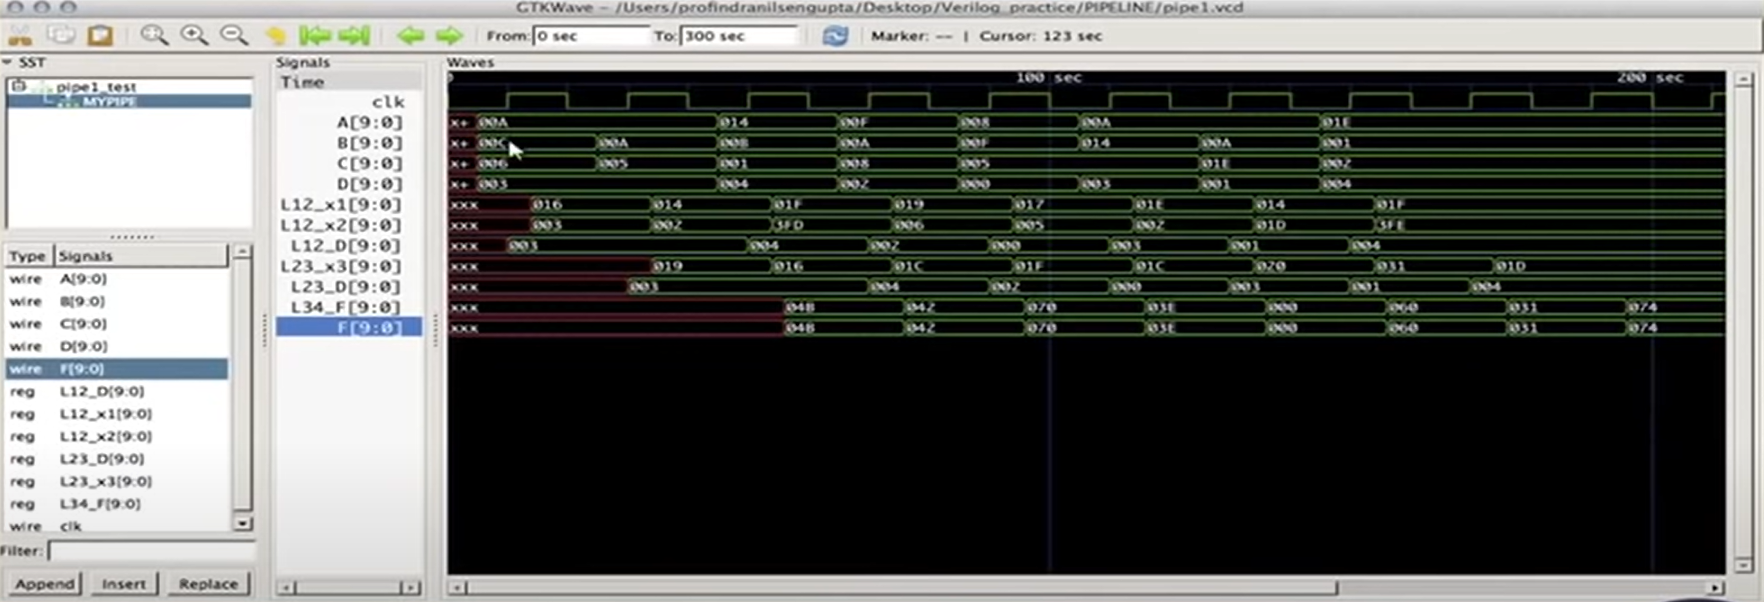 GTKWave - /Users/profindranilsengupta/Desktop/Verilog_practice/PIPELINE/pipe1.vcd
From: 0 sec To: 300 sec Marker: -- | Cursor: 123 sec
SST
pipe1_test
MYPIPE
Type Signals
wire A[9:0]
wire B[9:0]
wire C[9:0]
wire D[9:0]
wire F[9:0]
reg L12_D[9:0]
reg L12_x1[9:0]
reg L12_x2[9:0]
reg L23_D[9:0]
reg L23_x3[9:0]
reg L34_F[9:0]
wire clk
Filter:
Append Insert Replace
Signals
Time
clk
A[9:0]
B[9:0]
C[9:0]
D[9:0]
L12_x1[9:0]
L12_x2[9:0]
L12_D[9:0]
L23_x3[9:0]
L23_D[9:0]
L34_F[9:0]
F[9:0]
Waves
100 sec 200 sec
x+ 00A 014 00F 008 00A 01E
x+ 00C 00A 00B 00A 00F 014 00A 001
x+ 006 005 001 008 005 01E 002
x+ 003 004 002 000 003 001 004
xxx 016 014 01F 019 017 01E 014 01F
xxx 003 002 3FD 006 005 002 01D 3FE
xxx 003 004 002 000 003 001 004
xxx 019 016 01C 01F 01C 020 031 01D
xxx 003 004 002 000 003 001 004
xxx 04B 042 070 03E 000 060 031 074
xxx 04B 042 070 03E 000 060 031 074